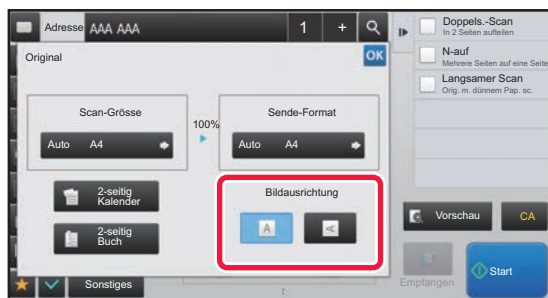 Adresse AAA AAA 1 +
Original OK
Scan-Grösse
Auto A4
100%
Sende-Format
Auto A4
2-seitig
Kalender
2-seitig
Buch
Bildausrichtung
A
A
Sonstiges
Doppels.-Scan
In 2 Seiten aufteilen
N-auf
Mehrere Seiten auf eine Seite
Langsamer Scan
Orig. m. dünnem Pap. sc.
Vorschau
CA
Empfangen
Start